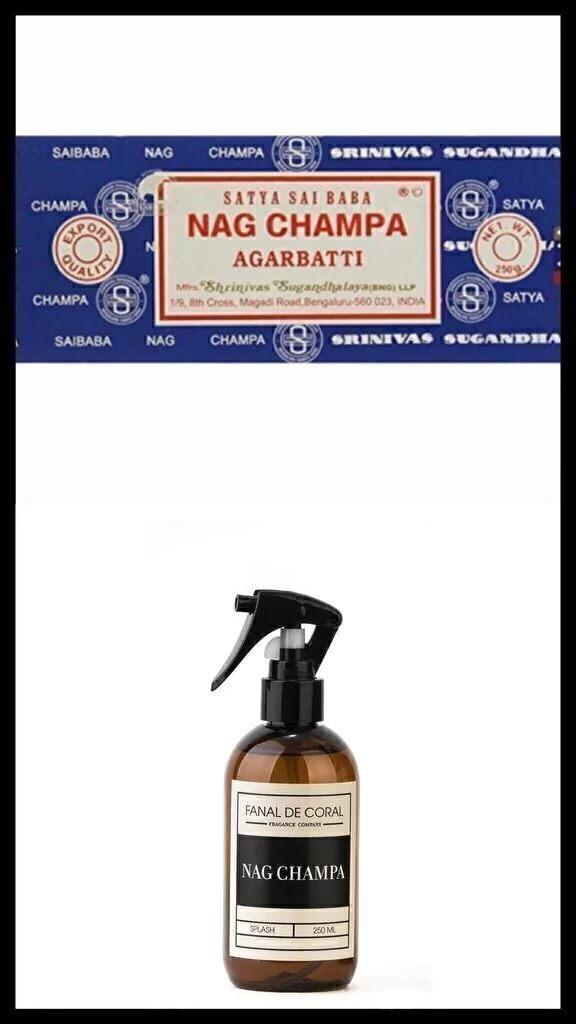 SAIBABA NAG CHAMPA SRINIVAS SUGANDHA
CHAMPA SATYA
EXPORT QUALITY
SATYA SAI BABA ®©
NAG CHAMPA
AGARBATTI
Mfrs. Shrinivas Sugandhalaya (BNG) LLP
1/9, 8th Cross, Magadi Road, Bengaluru-560 023, INDIA
NET. WT
250g.
CHAMPA SATYA
SAIBABA NAG CHAMPA SRINIVAS SUGANDHA
FANAL DE CORAL
FRAGANCE COMPANY
NAG CHAMPA
SPLASH 250 ML